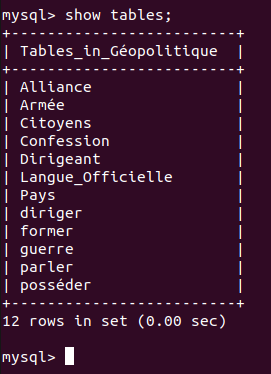 mysql> show tables;
+------------------------+
| Tables_in_Géopolitique |
+------------------------+
| Alliance               |
| Armée                  |
| Citoyens               |
| Confession             |
| Dirigeant              |
| Langue_Officielle      |
| Pays                   |
| diriger                |
| former                 |
| guerre                 |
| parler                 |
| posséder               |
+------------------------+
12 rows in set (0.00 sec)
mysql>